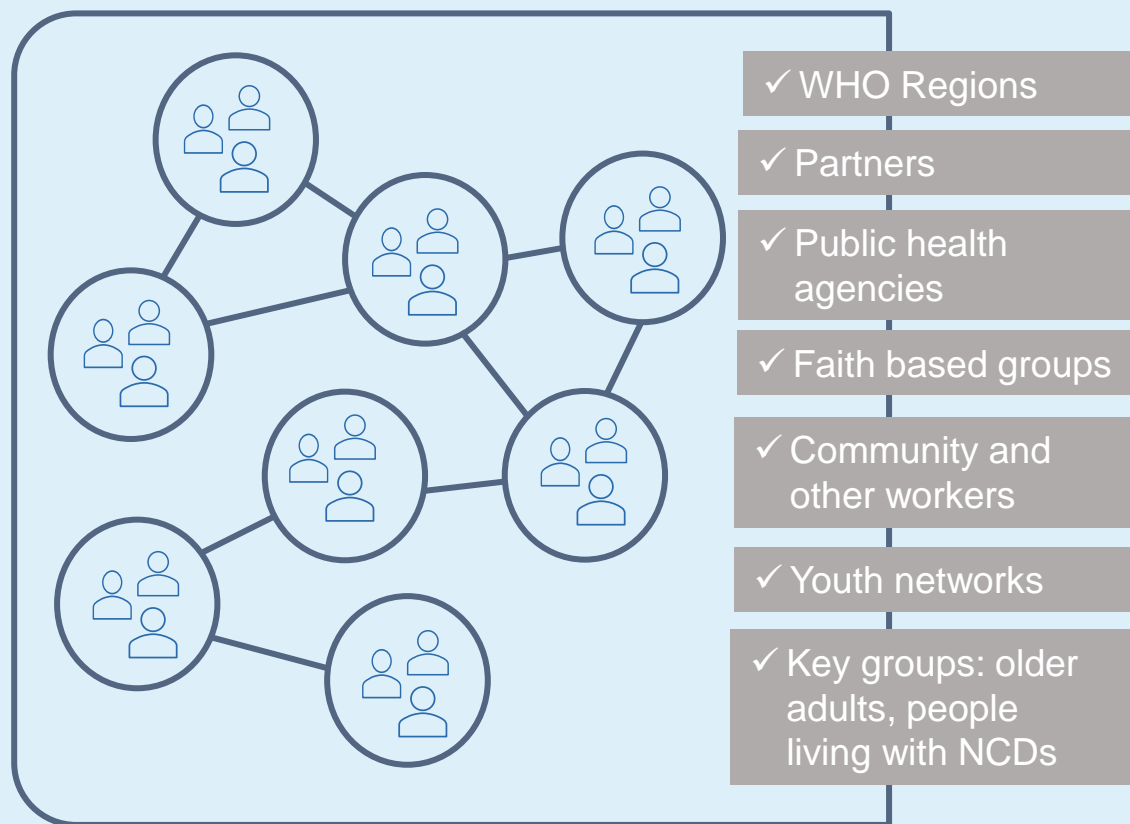 ✓ WHO Regions
✓ Partners
✓ Public health
agencies
✓ Faith based groups
✓ Community and
other workers
✓ Youth networks
✓ Key groups: older
adults, people
living with NCDs